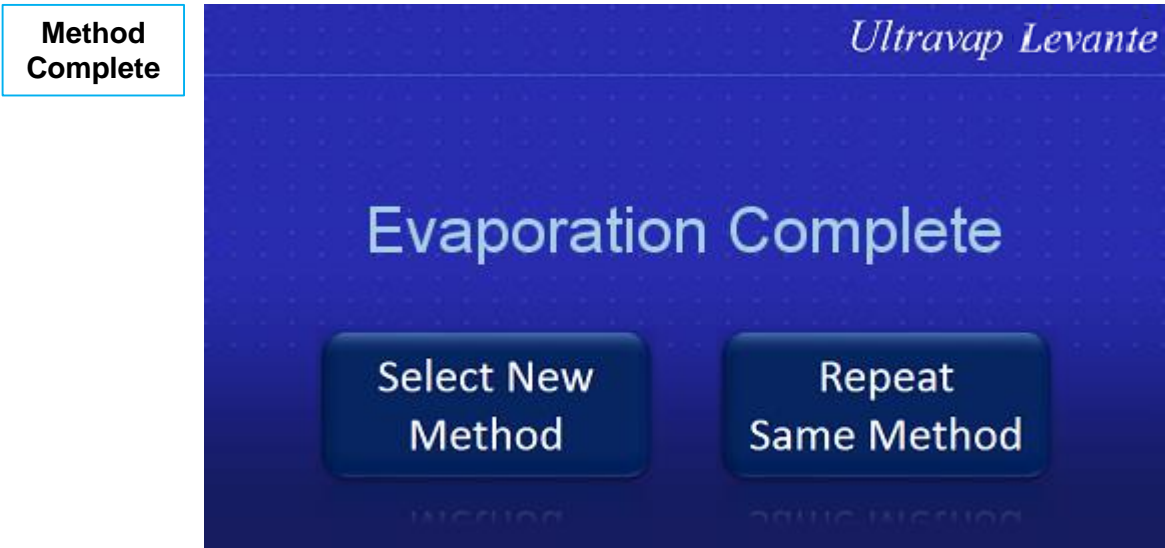 Method
Complete
Ultravap Levante
Evaporation Complete
Select New
Method
Repeat
Same Method